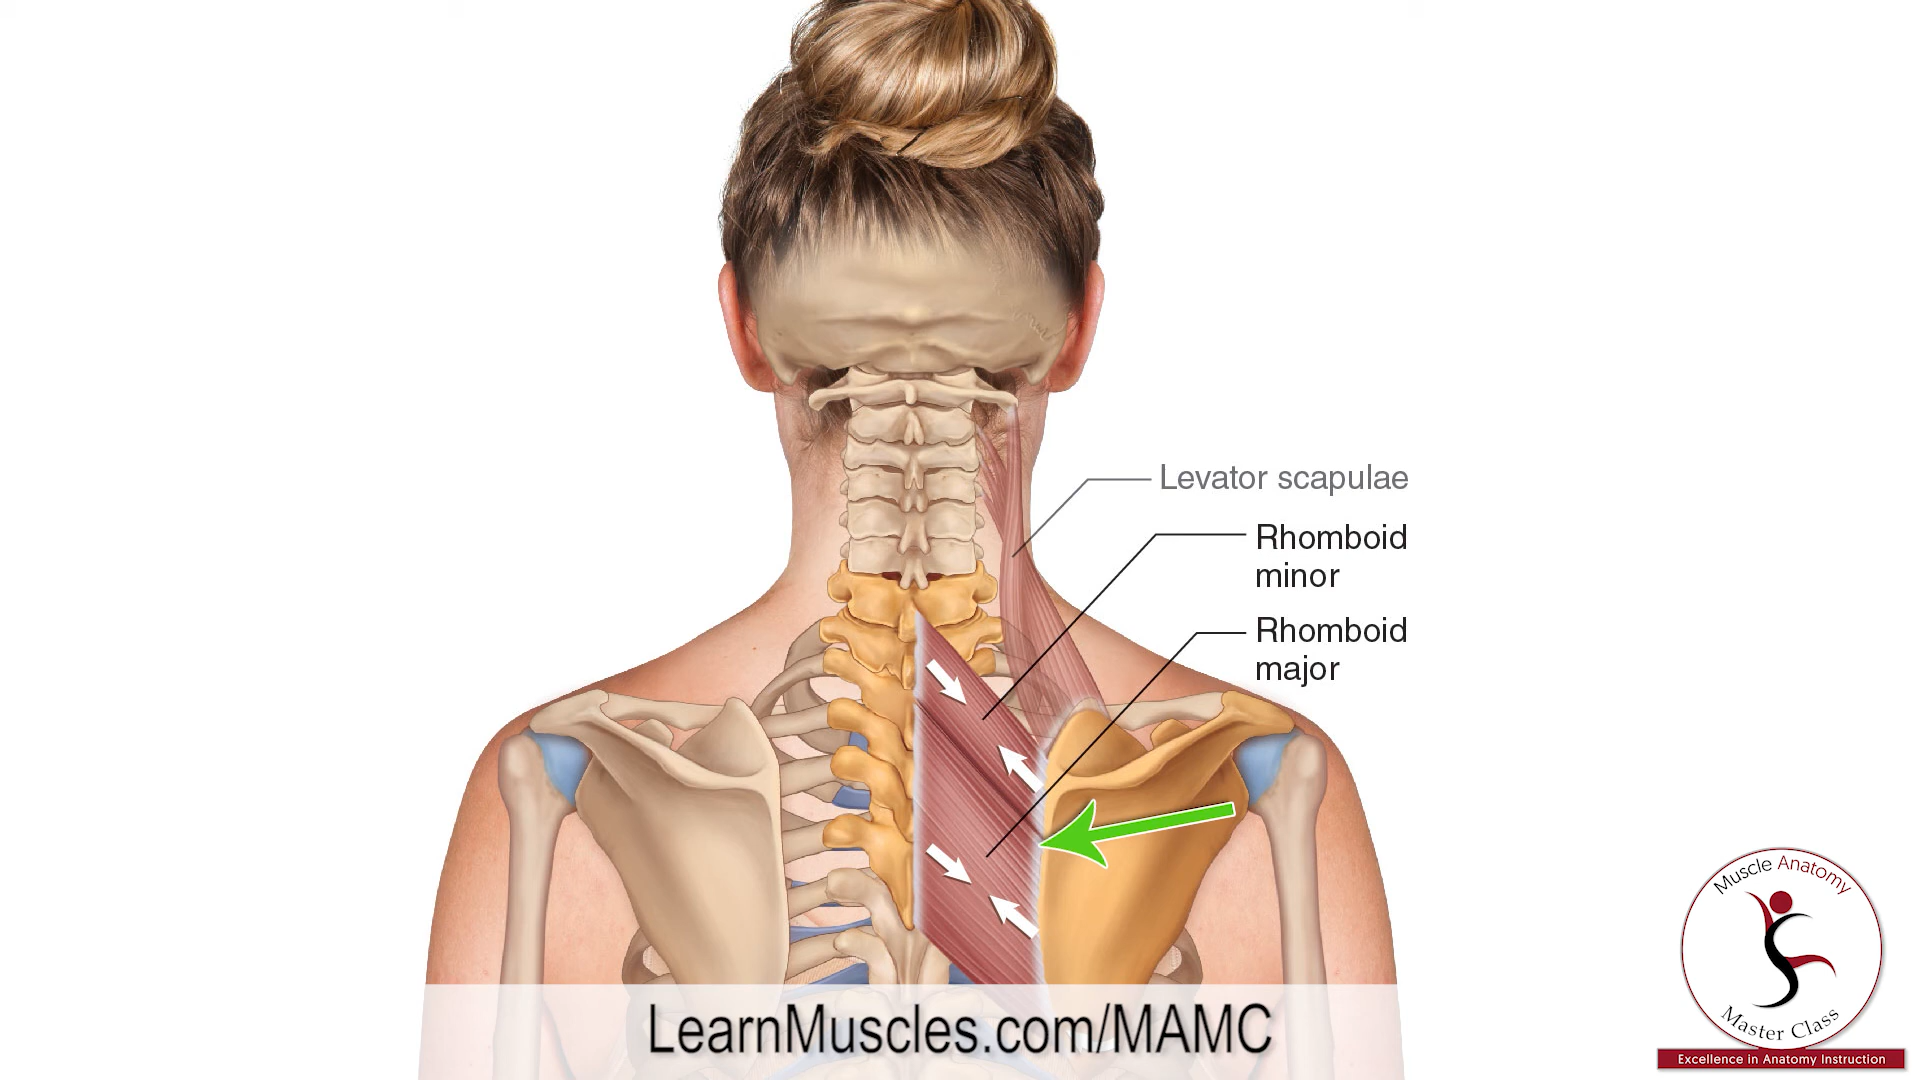 Levator scapulae
Rhomboid
minor
Rhomboid
major
Muscle Anatomy
Master Class
Excellence in Anatomy Instruction
LearnMuscles.com/MAMC